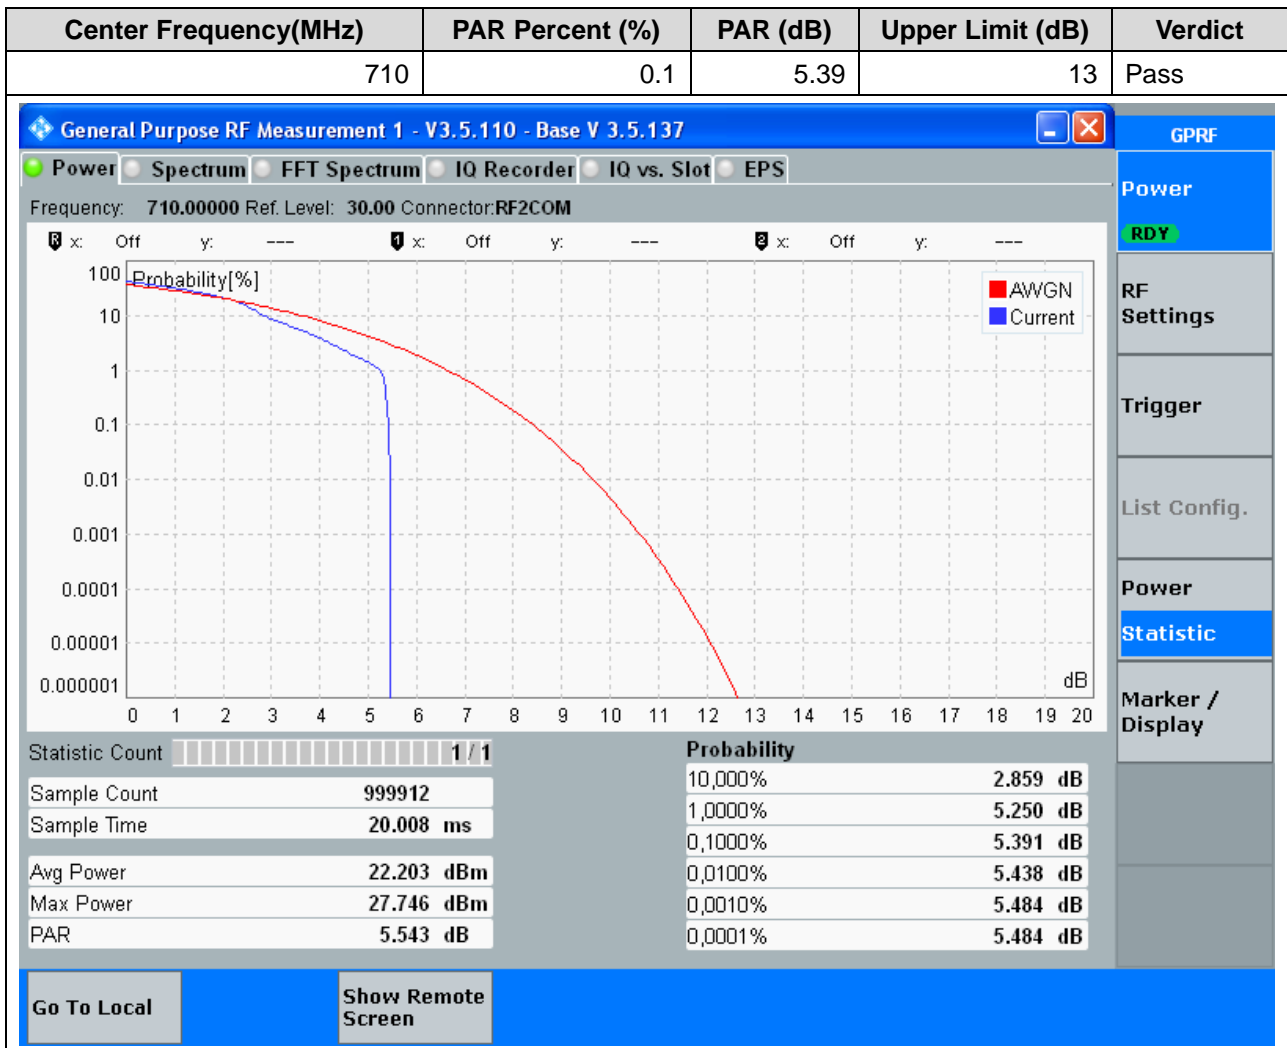 Center Frequency(MHz) PAR Percent (%) PAR (dB) Upper Limit (dB) Verdict
710 0.1 5.39 13 Pass
General Purpose RF Measurement 1 - V3.5.110 - Base V 3.5.137
GPRF
Power Spectrum FFT Spectrum IQ Recorder IQ vs. Slot EPS
Power
RDY
Frequency: 710.00000 Ref. Level: 30.00 Connector:RF2COM
R x: Off y: --- 1 x: Off y: --- 2 x: Off y: ---
Probability[%]
AWGN
Current
100
10
1
0.1
0.01
0.001
0.0001
0.00001
0.000001
dB
0 1 2 3 4 5 6 7 8 9 10 11 12 13 14 15 16 17 18 19 20
RF
Settings
Trigger
List Config.
Power
Statistic
Marker /
Display
Statistic Count 1 / 1
Sample Count 999912
Sample Time 20.008 ms
Avg Power 22.203 dBm
Max Power 27.746 dBm
PAR 5.543 dB
Probability
10,000% 2.859 dB
1,0000% 5.250 dB
0,1000% 5.391 dB
0,0100% 5.438 dB
0,0010% 5.484 dB
0,0001% 5.484 dB
Go To Local
Show Remote
Screen